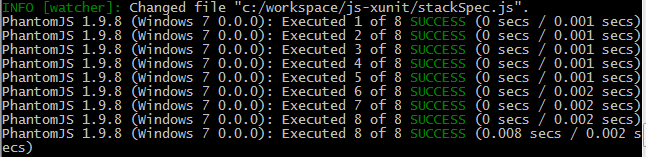 INFO [watcher]: Changed file "c:/workspace/js-xunit/stackSpec.js".
PhantomJS 1.9.8 (Windows 7 0.0.0): Executed 1 of 8 SUCCESS (0 secs / 0.001 secs)
PhantomJS 1.9.8 (Windows 7 0.0.0): Executed 2 of 8 SUCCESS (0 secs / 0.001 secs)
PhantomJS 1.9.8 (Windows 7 0.0.0): Executed 3 of 8 SUCCESS (0 secs / 0.001 secs)
PhantomJS 1.9.8 (Windows 7 0.0.0): Executed 4 of 8 SUCCESS (0 secs / 0.001 secs)
PhantomJS 1.9.8 (Windows 7 0.0.0): Executed 5 of 8 SUCCESS (0 secs / 0.001 secs)
PhantomJS 1.9.8 (Windows 7 0.0.0): Executed 6 of 8 SUCCESS (0 secs / 0.002 secs)
PhantomJS 1.9.8 (Windows 7 0.0.0): Executed 7 of 8 SUCCESS (0 secs / 0.002 secs)
PhantomJS 1.9.8 (Windows 7 0.0.0): Executed 8 of 8 SUCCESS (0 secs / 0.002 secs)
PhantomJS 1.9.8 (Windows 7 0.0.0): Executed 8 of 8 SUCCESS (0.008 secs / 0.002 s
ecs)